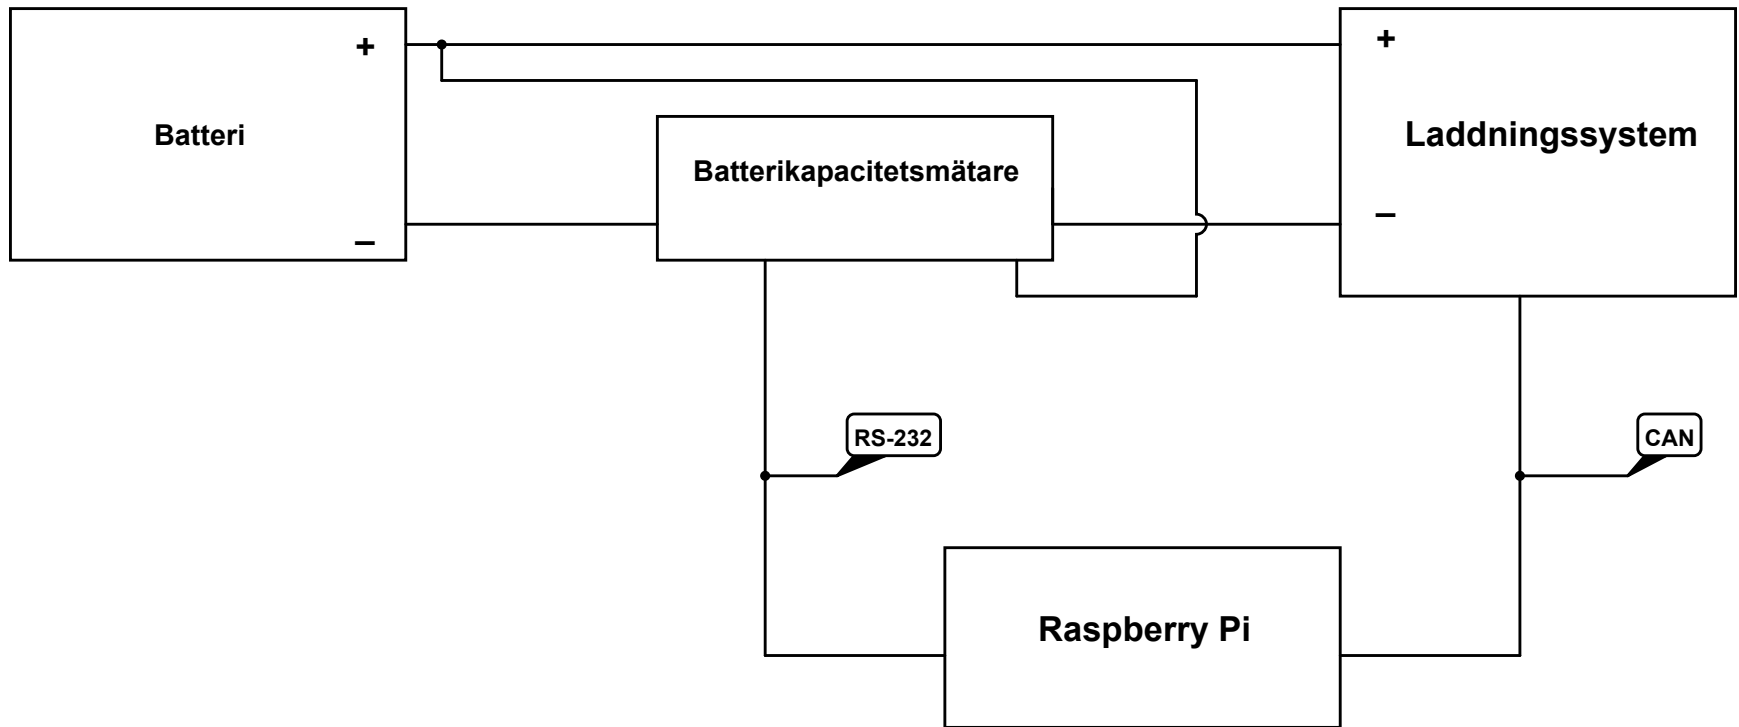 +
+
Batteri
Laddningssystem
Batterikapacitetsmätare
–
–
RS-232
CAN
Raspberry Pi